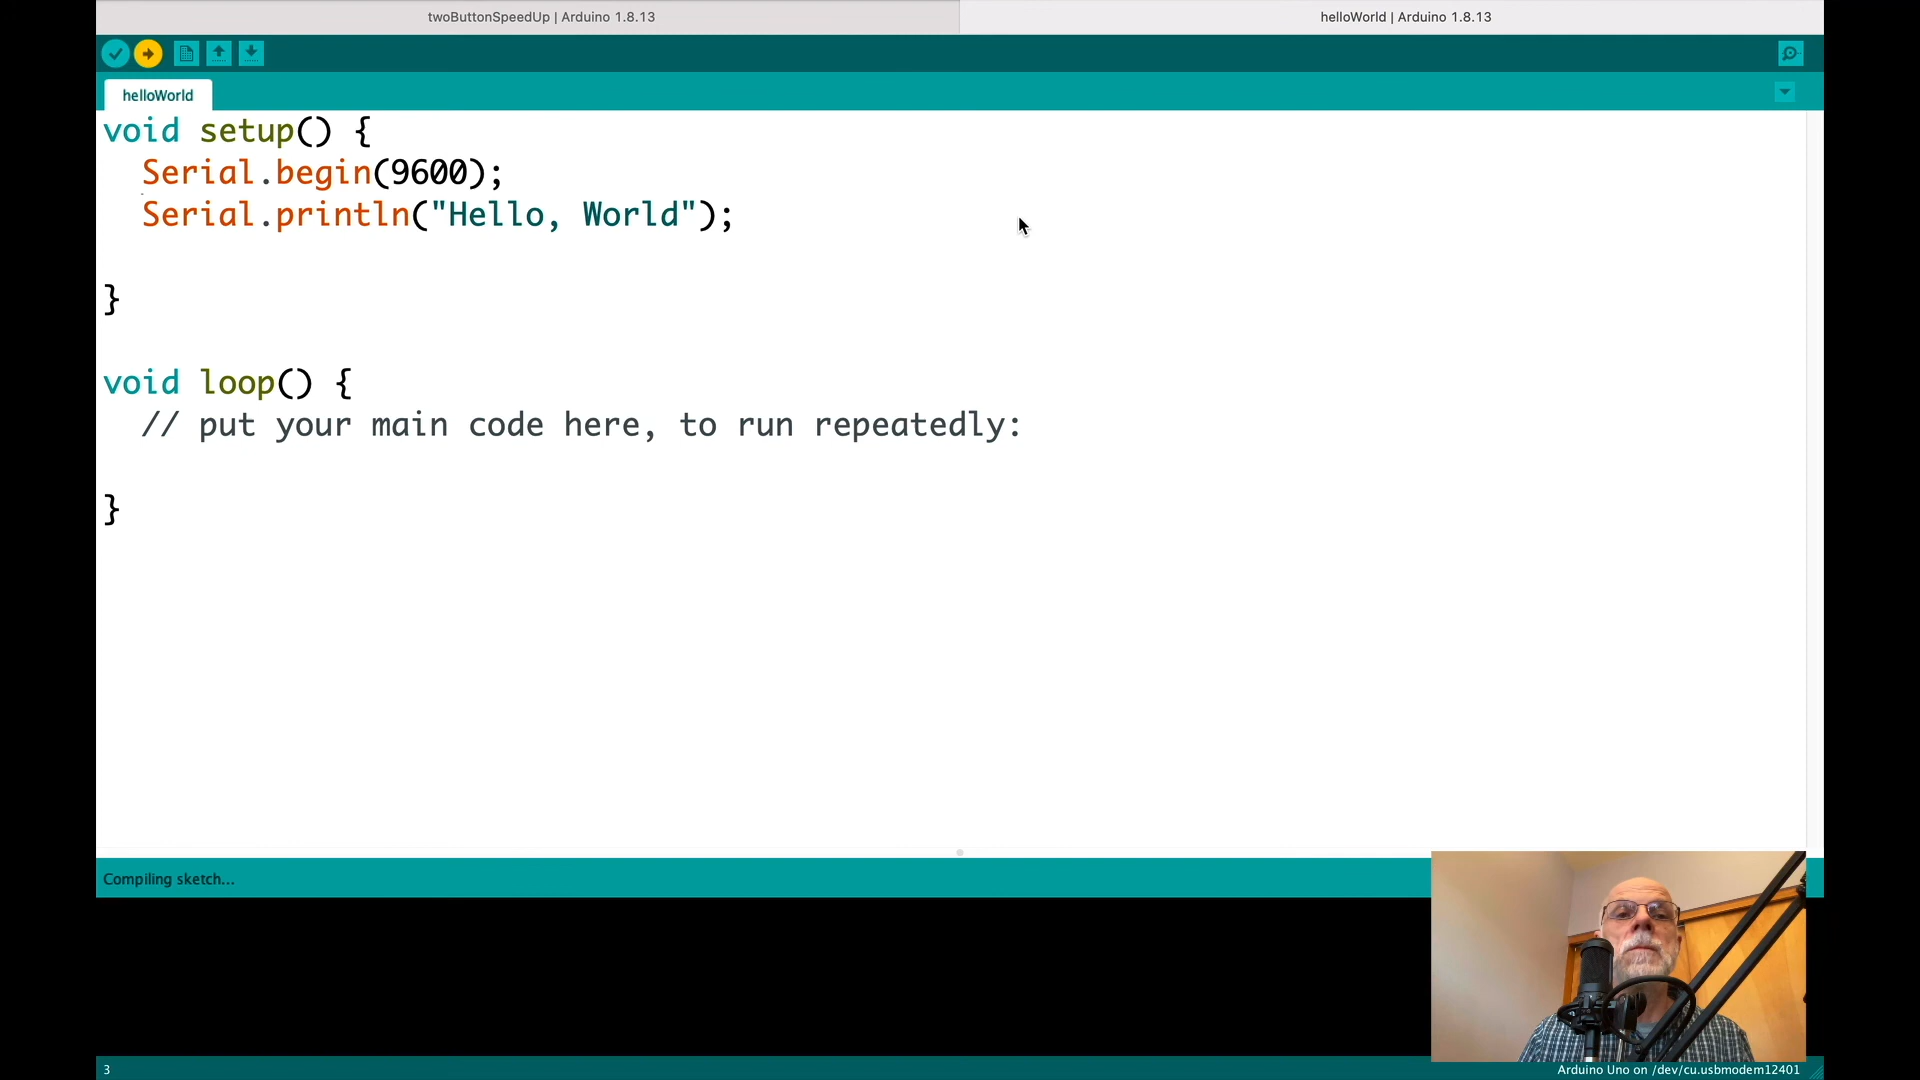 twoButtonSpeedUp | Arduino 1.8.13
helloWorld | Arduino 1.8.13
helloWorld
void setup() {
Serial.begin(9600);
Serial.println("Hello, World");
}
void loop() {
// put your main code here, to run repeatedly:
}
Compiling sketch...
3
Arduino Uno on /dev/cu.usbmodem12401